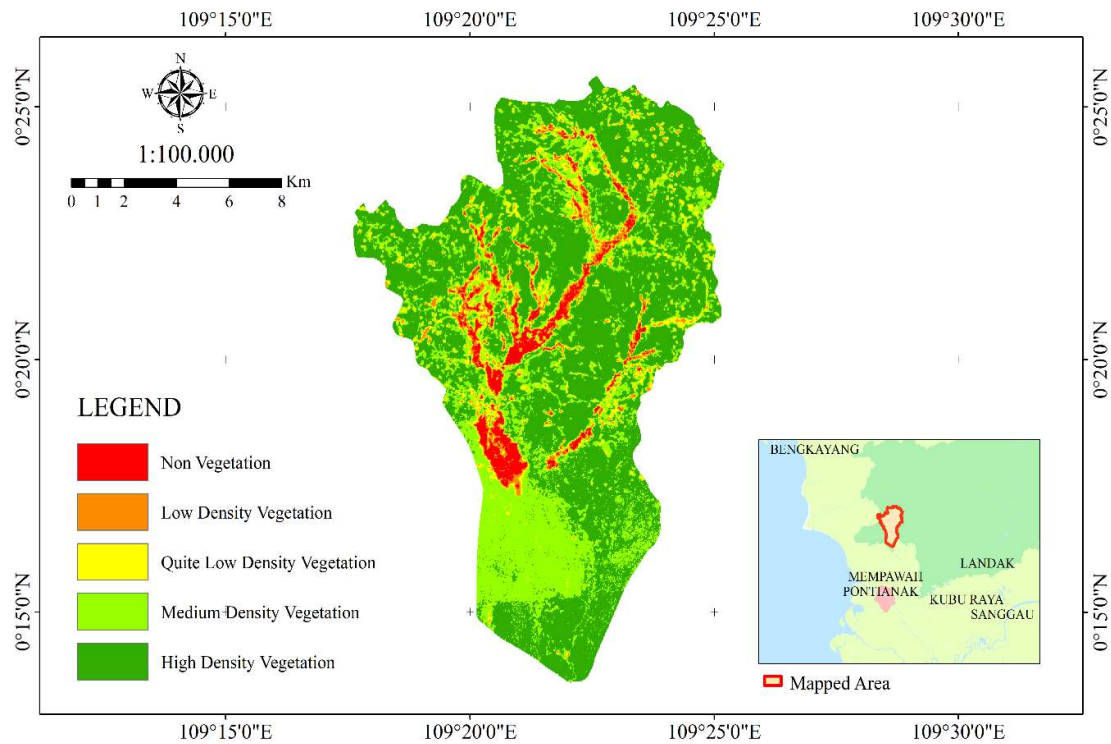 109°15'0"E 109°20'0"E 109°25'0"E 109°30'0"E
0°25'0"N
0°20'0"N
0°15'0"N
N
W E
S
1:100.000
Km
0 1 2 4 6 8
LEGEND
Non Vegetation
Low Density Vegetation
Quite Low Density Vegetation
Medium Density Vegetation
High Density Vegetation
BENGKAYANG
LANDAK
MEMPAWAH
PONTIANAK
KUBU RAYA
SANGGAU
Mapped Area
0°25'0"N
0°20'0"N
0°15'0"N
109°15'0"E 109°20'0"E 109°25'0"E 109°30'0"E